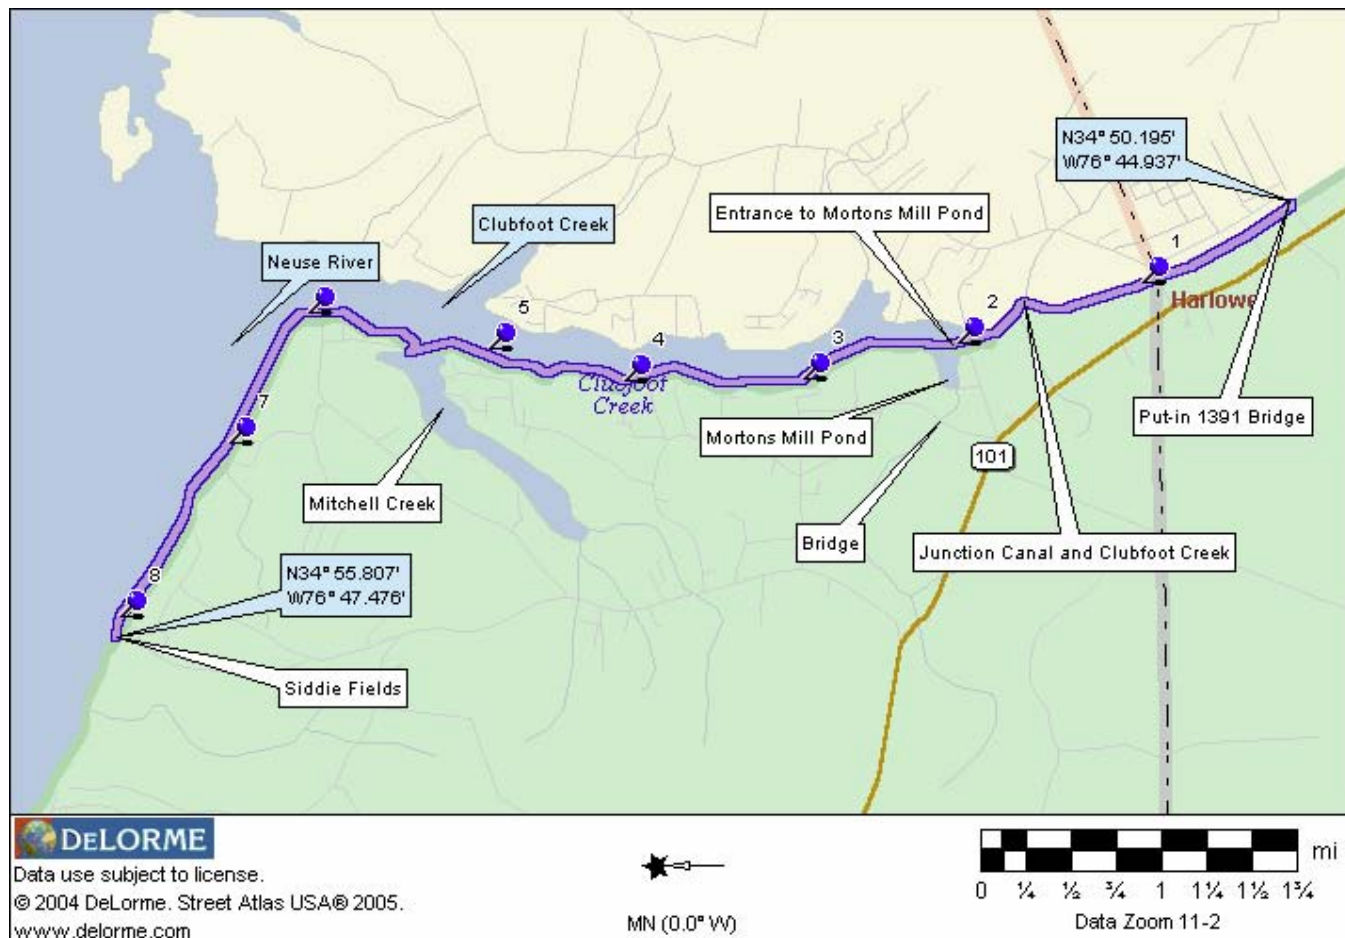 N34° 50.195'
W76° 44.937'
Entrance to Mortons Mill Pond
Clubfoot Creek
Neuse River
1
Harlowe
2
5
4
3
Clubfoot
Creek
7
Put-in 1391 Bridge
Mortons Mill Pond
101
Mitchell Creek
Bridge
Junction Canal and Clubfoot Creek
N34° 55.807'
W76° 47.476'
8
Siddie Fields
DELORME
Data use subject to license.
© 2004 DeLorme. Street Atlas USA® 2005.
www.delorme.com
MN (0.0° W)
mi
0 ¼ ½ ¾ 1 1¼ 1½ 1¾
Data Zoom 11-2